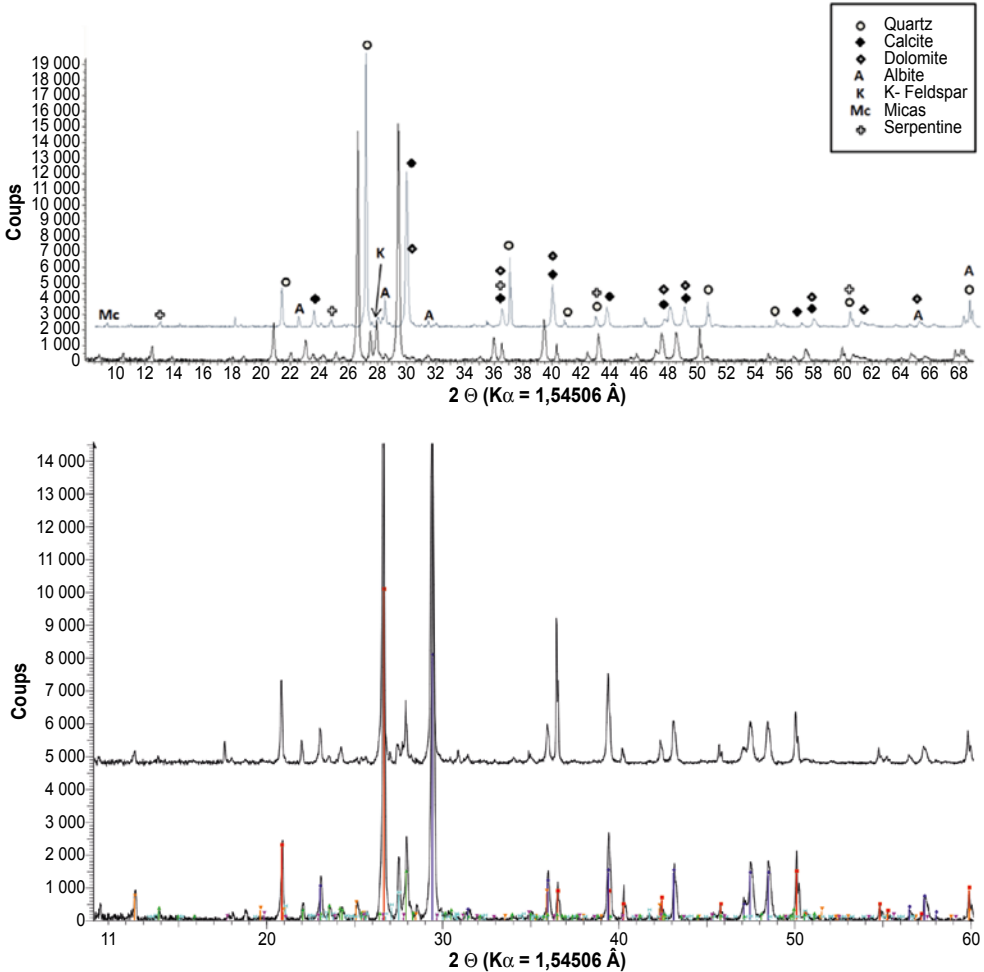 Quartz
Calcite
Dolomite
A Albite
K K- Feldspar
Mc Micas
Serpentine
Coups
19 000
18 000
17 000
16 000
15 000
14 000
13 000
12 000
11 000
10 000
9 000
8 000
7 000
6 000
5 000
4 000
3 000
2 000
1 000
0
Mc
A
K
A
A
A
A
10 12 14 16 18 20 22 24 26 28 30 32 34 36 38 40 42 44 46 48 50 52 54 56 58 60 62 64 66 68
2 Θ (Kα = 1,54506 Â)
Coups
14 000
13 000
12 000
11 000
10 000
9 000
8 000
7 000
6 000
5 000
4 000
3 000
2 000
1 000
0
11 20 30 40 50 60
2 Θ (Kα = 1,54506 Â)